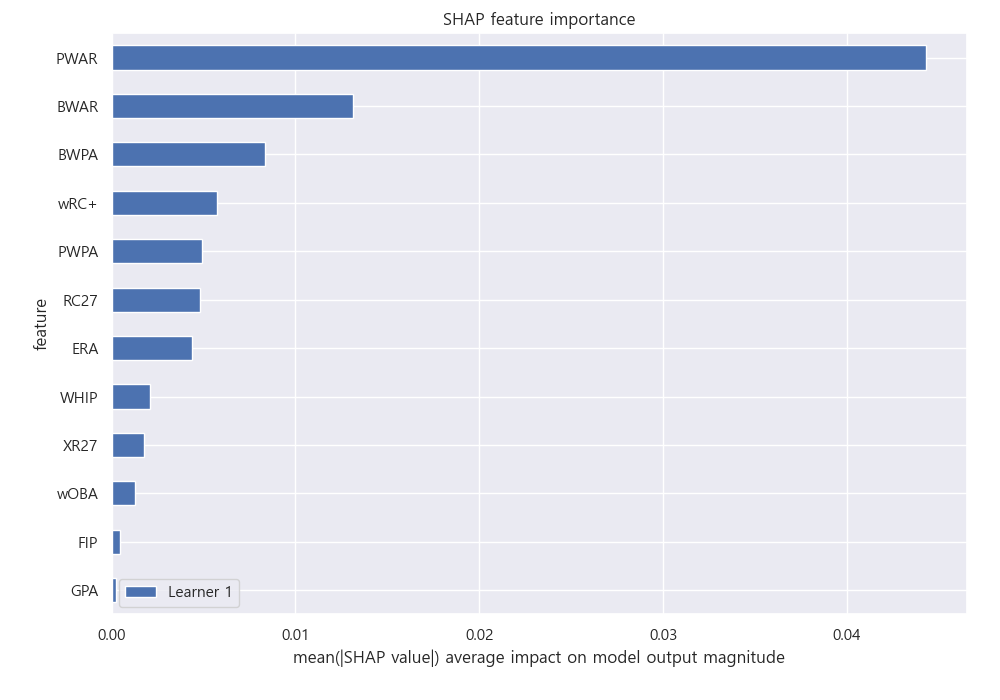 SHAP feature importance
PWAR
BWAR
BWPA
wRC+
PWPA
RC27
ERA
WHIP
XR27
wOBA
FIP
GPA
feature
Learner 1
0.00 0.01 0.02 0.03 0.04
mean(|SHAP value|) average impact on model output magnitude